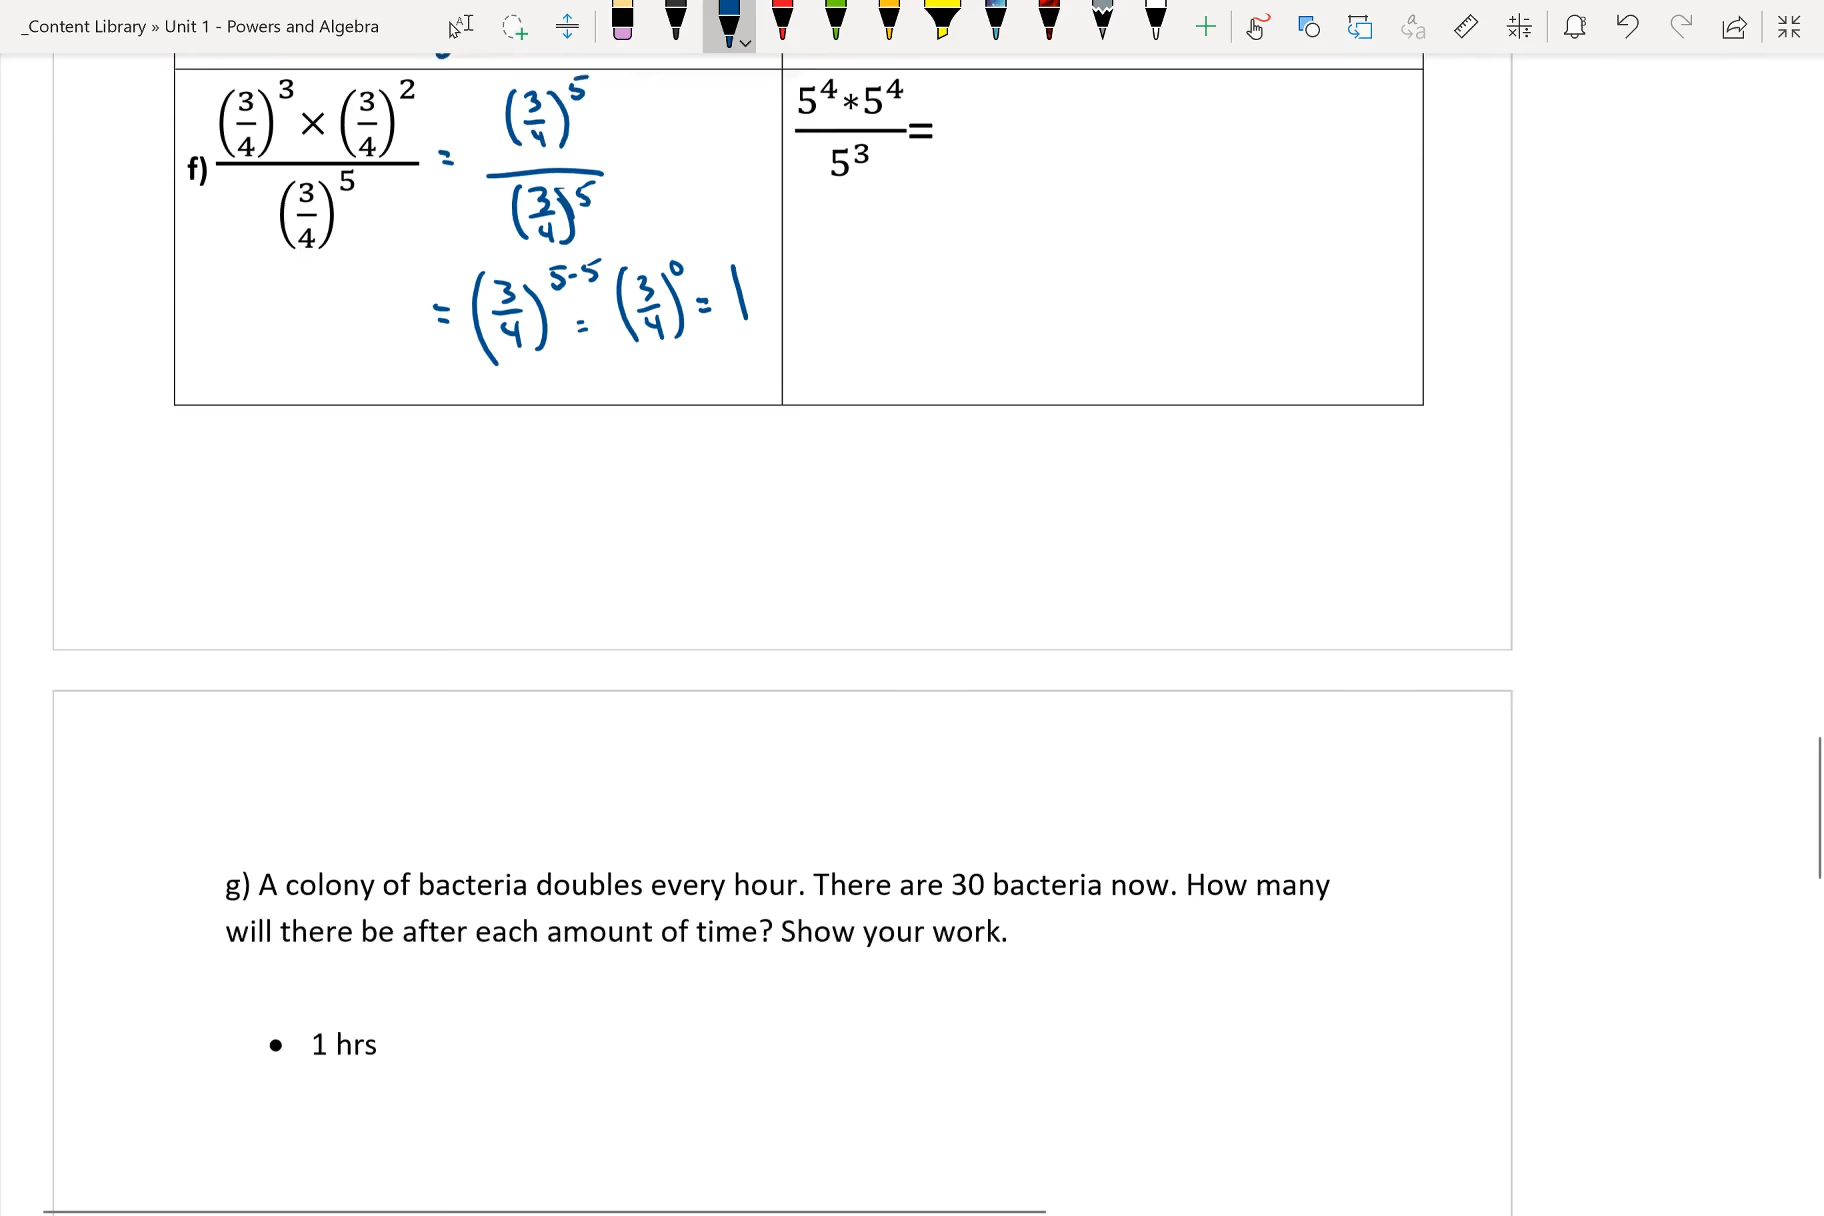 _Content Library » Unit 1 - Powers and Algebra
f) (3/4)^3 × (3/4)^2 / (3/4)^5 = (3/4)^5 / (3/4)^5
= (3/4)^5-5 = (3/4)^0 = 1
5^4*5^4 / 5^3 =
g) A colony of bacteria doubles every hour. There are 30 bacteria now. How many
will there be after each amount of time? Show your work.
• 1 hrs